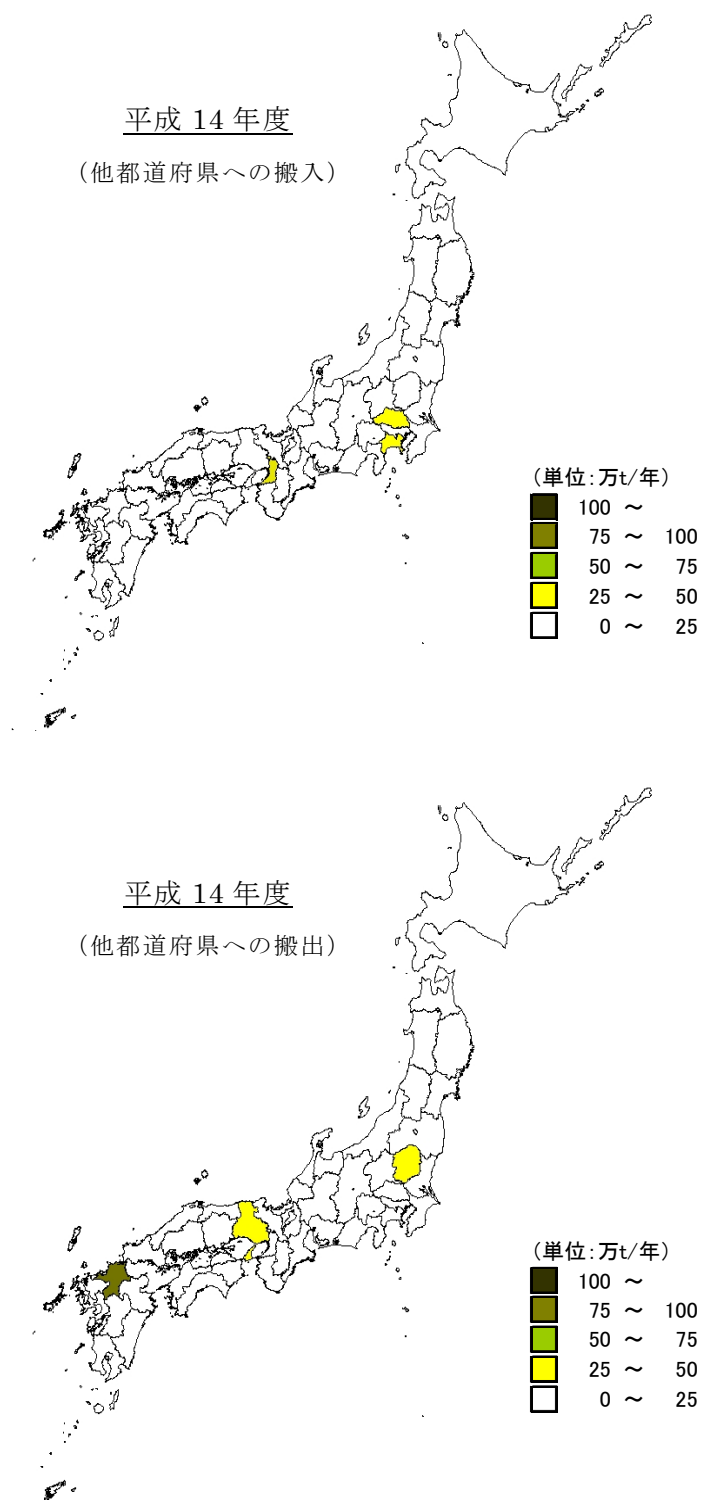 平成 14 年度
(他都道府県への搬入)
(単位:万t/年)
100 ～
75 ～ 100
50 ～ 75
25 ～ 50
0 ～ 25
平成 14 年度
(他都道府県への搬出)
(単位:万t/年)
100 ～
75 ～ 100
50 ～ 75
25 ～ 50
0 ～ 25